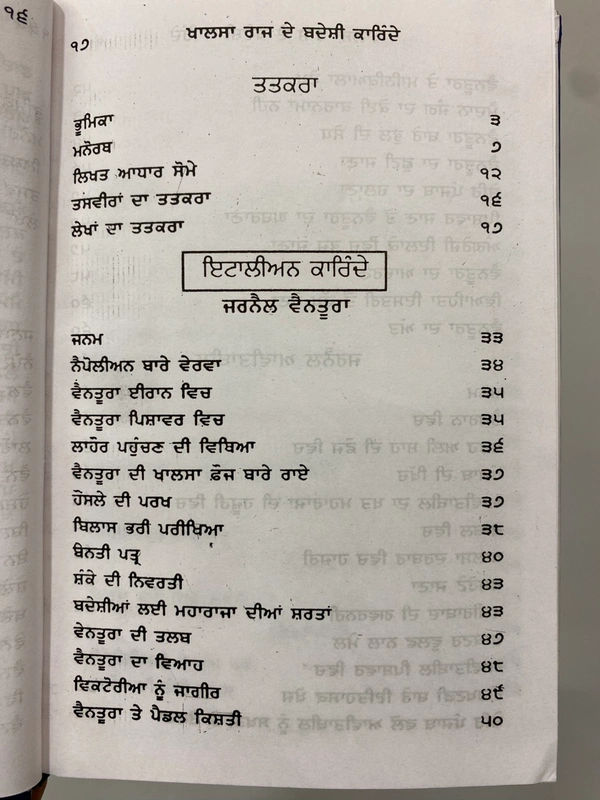 ੧੬
ਖਾਲਸਾ ਰਾਜ ਦੇ ਬਦੇਸ਼ੀ ਕਾਰਿੰਦੇ
੧੭
ਤਤਕਰਾ
ਭੂਮਿਕਾ ੩
ਮਨੋਰਥ ੭
ਲਿਖਤ ਆਧਾਰ ਸੋਮੇ ੧੨
ਤਸਵੀਰਾਂ ਦਾ ਤਤਕਰਾ ੧੬
ਲੇਖਾਂ ਦਾ ਤਤਕਰਾ ੧੭
ਇਟਾਲੀਅਨ ਕਾਰਿੰਦੇ
ਜਰਨੈਲ ਵੈਨਤੂਰਾ
ਜਨਮ ੩੩
ਨੈਪੋਲੀਅਨ ਬਾਰੇ ਵੇਰਵਾ ੩੪
ਵੈਨਤੂਰਾ ਈਰਾਨ ਵਿਚ ੩੫
ਵੈਨਤੂਰਾ ਪਿਸ਼ਾਵਰ ਵਿਚ ੩੫
ਲਾਹੌਰ ਪਹੁੰਚਣ ਦੀ ਵਿਥਿਆ ੩੬
ਵੈਨਤੂਰਾ ਦੀ ਖਾਲਸਾ ਫ਼ੌਜ ਬਾਰੇ ਰਾਏ ੩੭
ਹੌਸਲੇ ਦੀ ਪਰਖ ੩੭
ਬਿਲਾਸ ਭਰੀ ਪਰੀਖਿਆ ੩੮
ਬੇਨਤੀ ਪਤ੍ਰ ੪੦
ਸ਼ੰਕੇ ਦੀ ਨਿਵਰਤੀ ੪੩
ਬਦੇਸ਼ੀਆਂ ਲਈ ਮਹਾਰਾਜਾ ਦੀਆਂ ਸ਼ਰਤਾਂ ੪੩
ਵੇਨਤੂਰਾ ਦੀ ਤਲਬ ੪੭
ਵੈਨਤੂਰਾ ਦਾ ਵਿਆਹ ੪੮
ਵਿਕਟੋਰੀਆ ਨੂੰ ਜਾਗੀਰ ੪੯
ਵੈਨਤੂਰਾ ਤੇ ਪੈਡਲ ਕਿਸ਼ਤੀ ੫੦